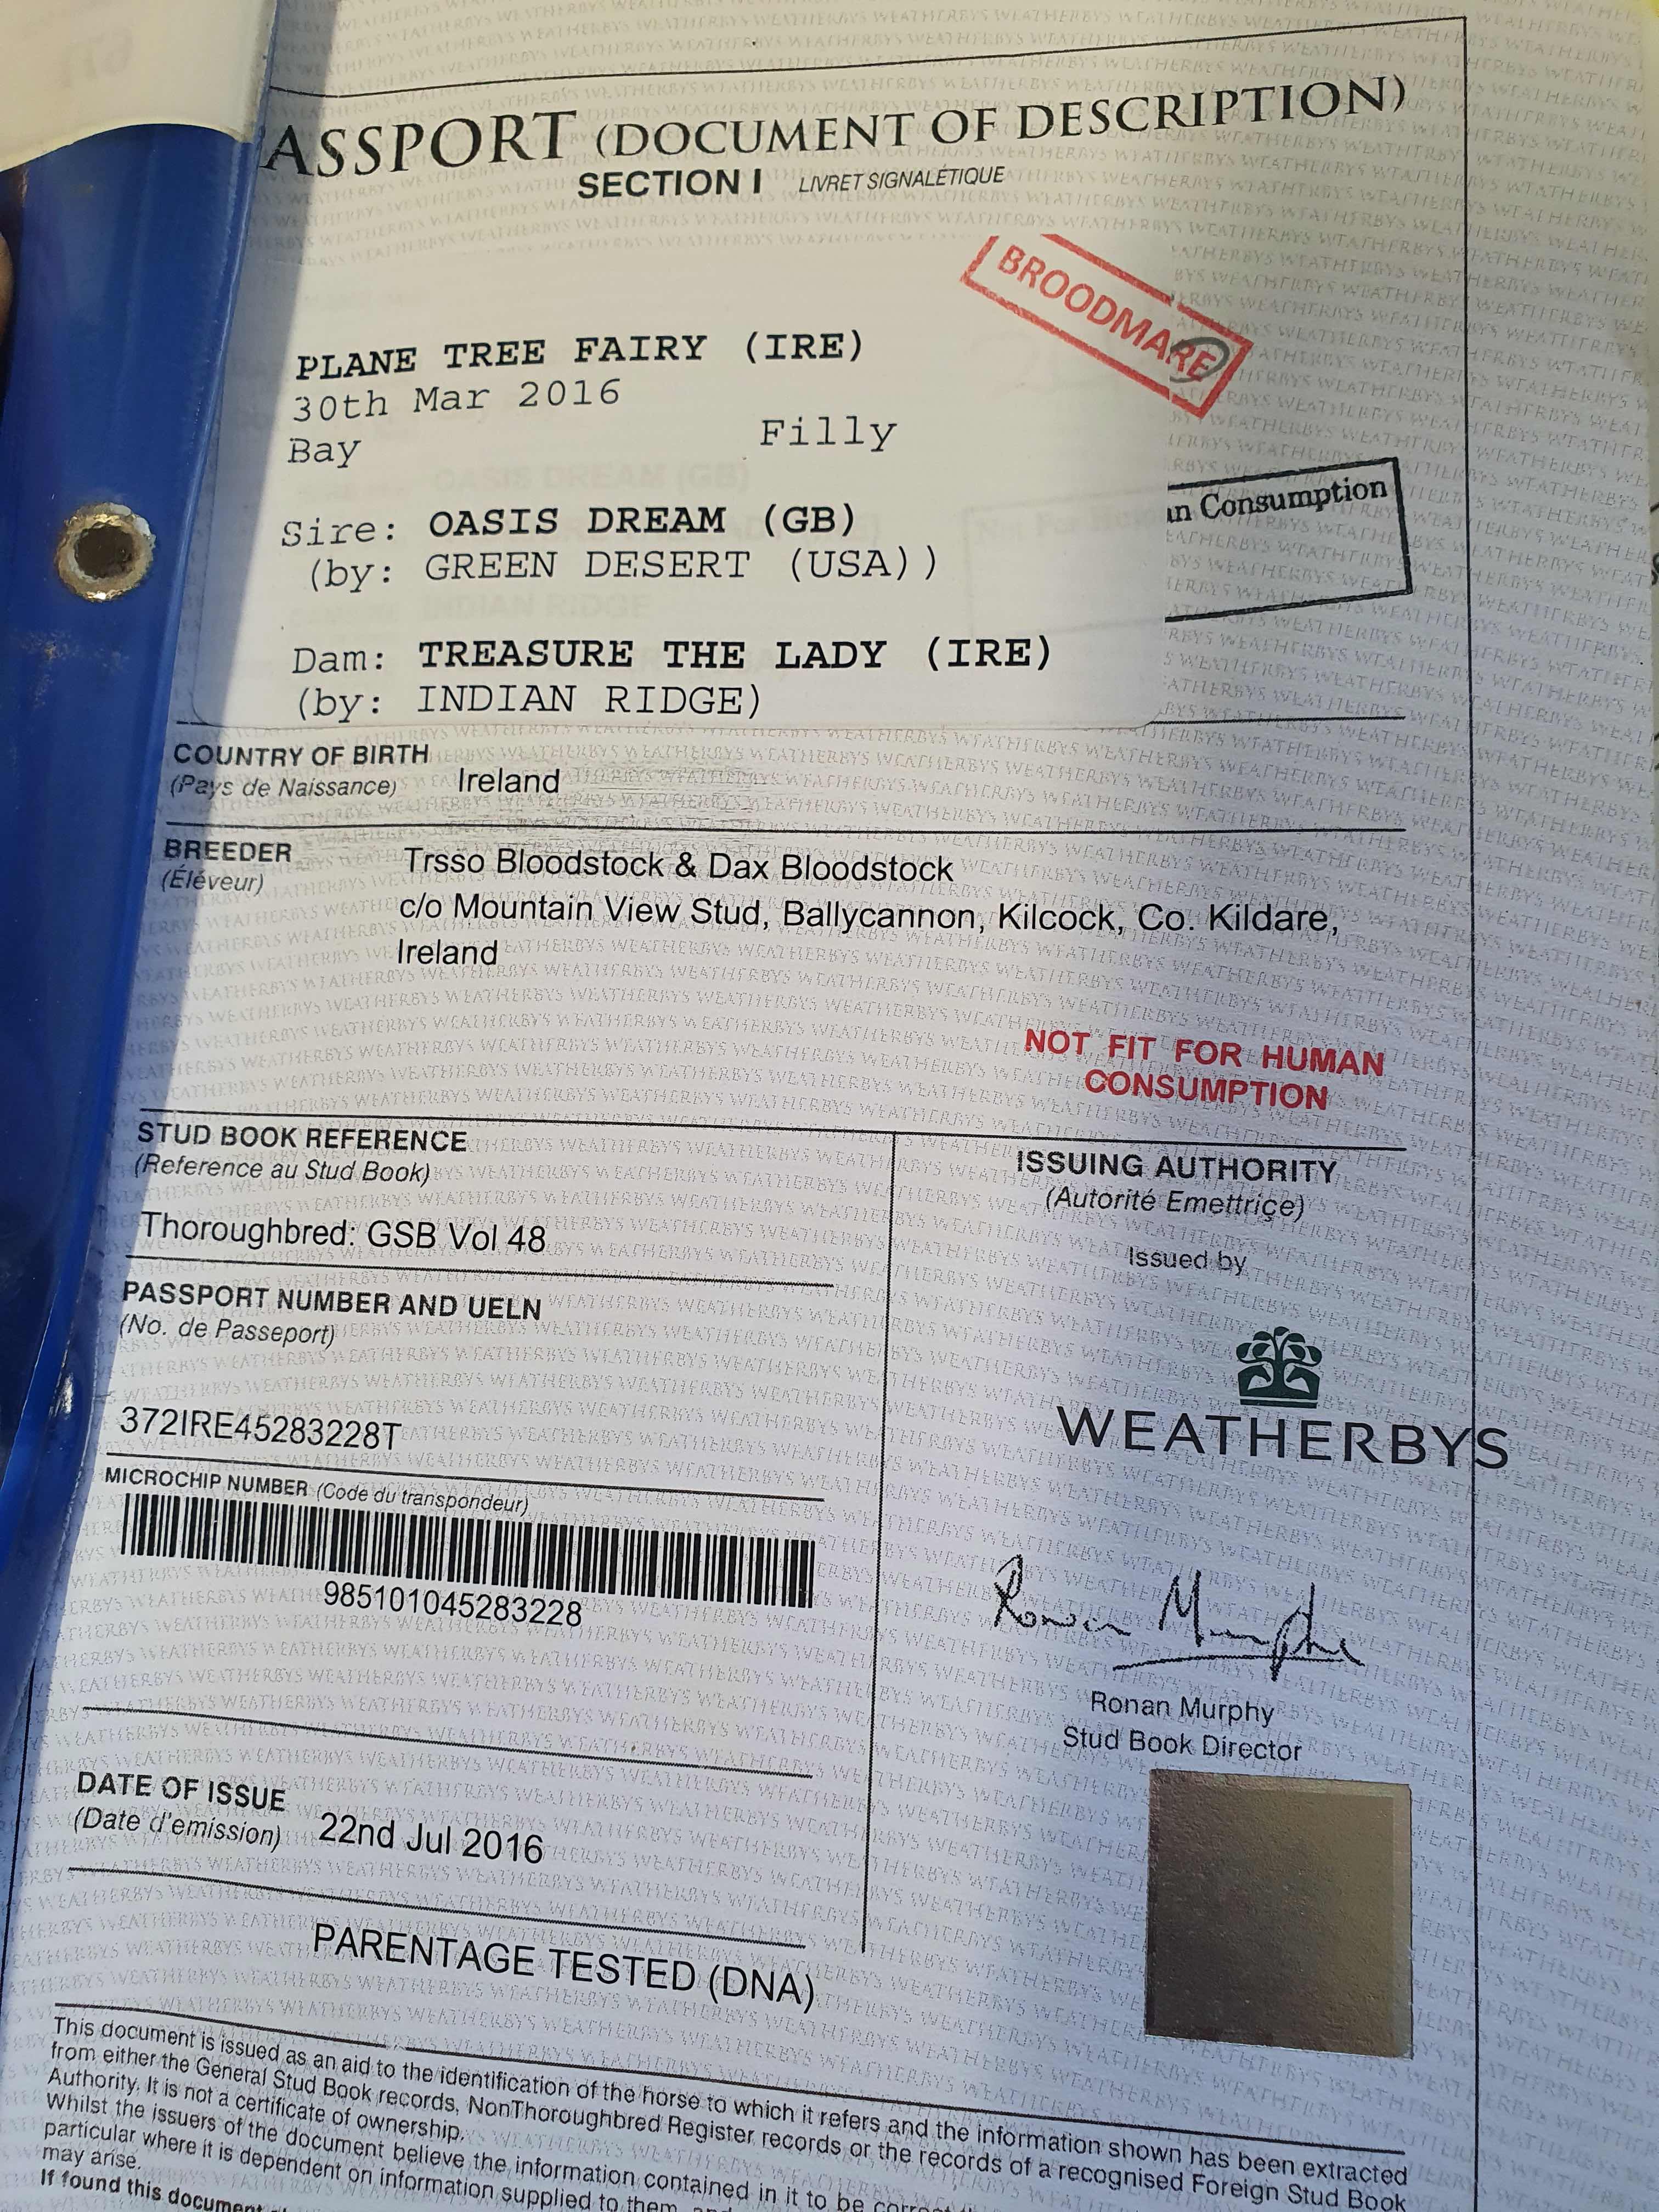 ASSPORT (DOCUMENT OF DESCRIPTION)
SECTION I LIVRET SIGNALÉTIQUE
BROODMARE
PLANE TREE FAIRY (IRE)
30th Mar 2016
Bay Filly
Sire: OASIS DREAM (GB)
(by: GREEN DESERT (USA))
an Consumption
Dam: TREASURE THE LADY (IRE)
(by: INDIAN RIDGE)
COUNTRY OF BIRTH
(Pays de Naissance) Ireland
BREEDER
(Éléveur)
Trsso Bloodstock & Dax Bloodstock
c/o Mountain View Stud, Ballycannon, Kilcock, Co. Kildare,
Ireland
NOT FIT FOR HUMAN
CONSUMPTION
STUD BOOK REFERENCE
(Reference au Stud Book)
Thoroughbred: GSB Vol 48
PASSPORT NUMBER AND UELN
(No. de Passeport)
372IRE45283228T
MICROCHIP NUMBER (Code du transpondeur)
985101045283228
ISSUING AUTHORITY
(Autorité Emettriçe)
Issued by
WEATHERBYS
Ronan Murphy
Ronan Murphy
Stud Book Director
DATE OF ISSUE
(Date d'emission) 22nd Jul 2016
PARENTAGE TESTED (DNA)
This document is issued as an aid to the identification of the horse to which it refers and the information shown has been extracted
from either the General Stud Book records, NonThoroughbred Register records or the records of a recognised Foreign Stud Book
Authority. It is not a certificate of ownership.
Whilst the issuers of the document believe the information contained in it to be
particular where it is dependent on information supplied to them
may arise.
If found this document